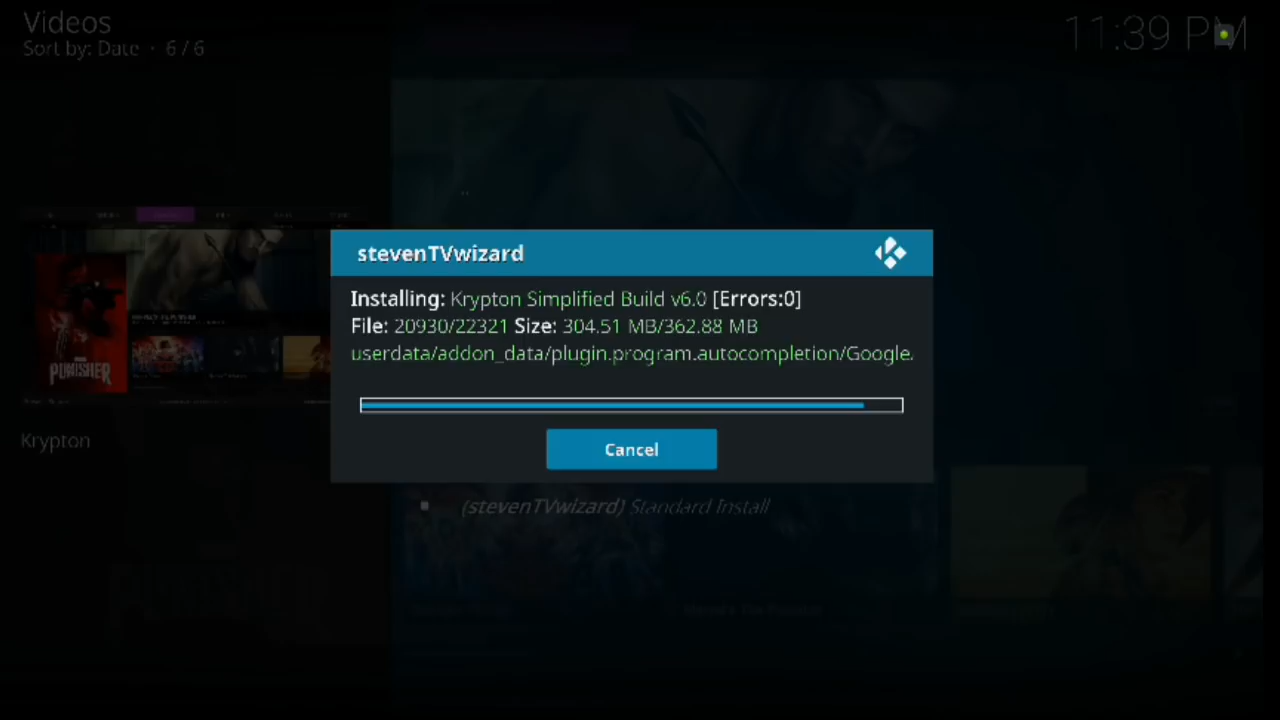 Videos
Sort by: Date · 6 / 6
11:39 PM
stevenTVwizard
Installing: Krypton Simplified Build v6.0 [Errors:0]
File: 20930/22321 Size: 304.51 MB/362.88 MB
userdata/addon_data/plugin.program.autocompletion/Google.
Cancel
MARVEL
PUNISHER
Krypton
(stevenTVwizard) Standard Install